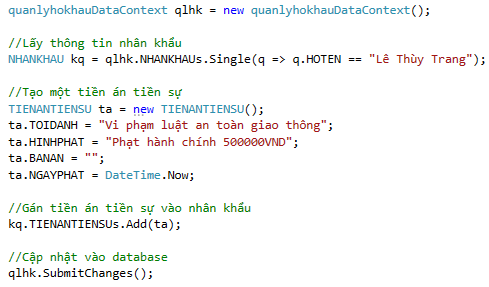 quanlyhokhauDataContext qlhk = new quanlyhokhauDataContext();
//Lấy thông tin nhân khẩu
NHANKHAU kq = qlhk.NHANKHAUs.Single(q => q.HOTEN == "Lê Thùy Trang");
//Tạo một tiền án tiền sự
TIENANTIENSU ta = new TIENANTIENSU();
ta.TOIDANH = "Vi phạm luật an toàn giao thông";
ta.HINHPHAT = "Phạt hành chính 500000VND";
ta.BANAN = "";
ta.NGAYPHAT = DateTime.Now;
//Gán tiền án tiền sự vào nhân khẩu
kq.TIENANTIENSUs.Add(ta);
//Cập nhật vào database
qlhk.SubmitChanges();